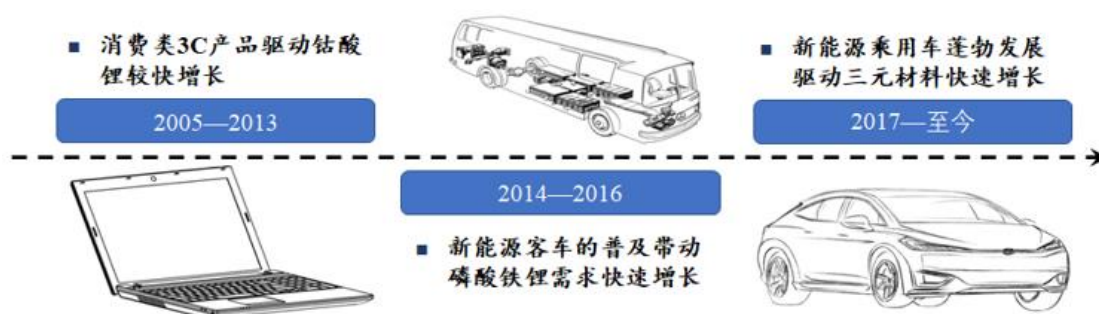 消费类3C产品驱动钴酸
锂较快增长
2005—2013
新能源客车的普及带动
磷酸铁锂需求快速增长
2014—2016
新能源乘用车蓬勃发展
驱动三元材料快速增长
2017—至今